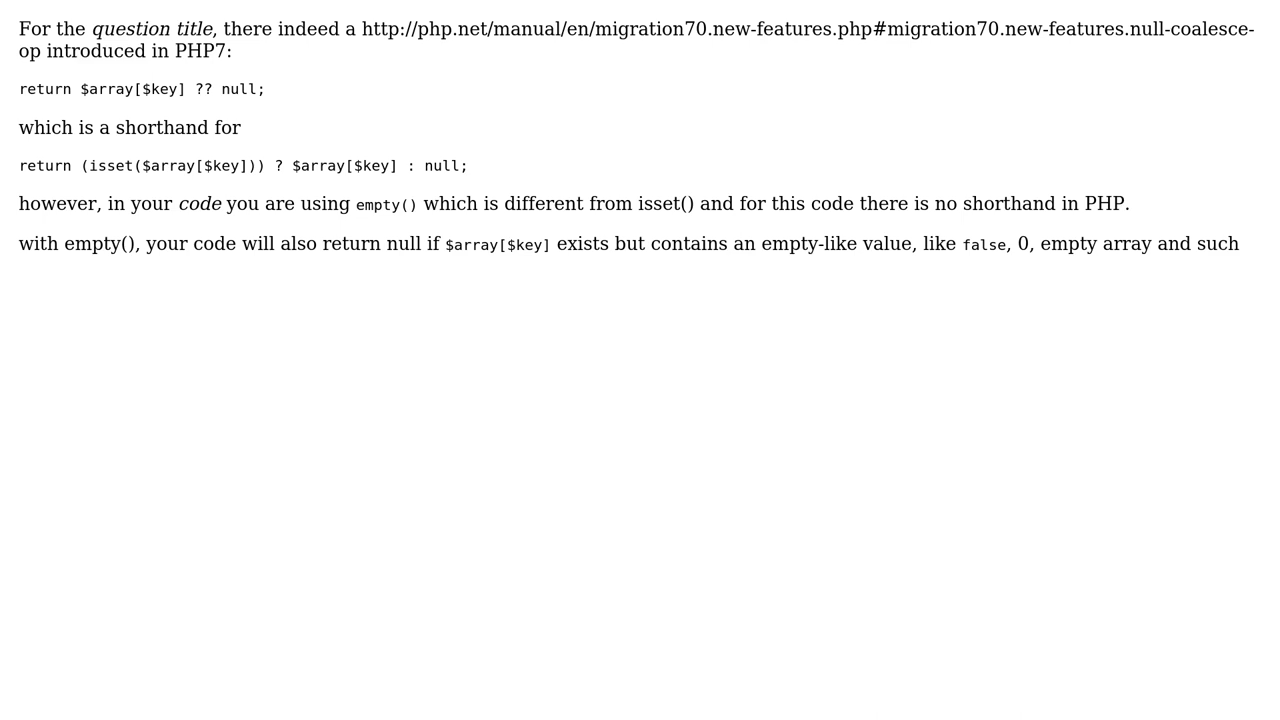 For the question title, there indeed a http://php.net/manual/en/migration70.new-features.php#migration70.new-features.null-coalesce-
op introduced in PHP7:
return $array[$key] ?? null;
which is a shorthand for
return (isset($array[$key])) ? $array[$key] : null;
however, in your code you are using empty() which is different from isset() and for this code there is no shorthand in PHP.
with empty(), your code will also return null if $array[$key] exists but contains an empty-like value, like false, 0, empty array and such